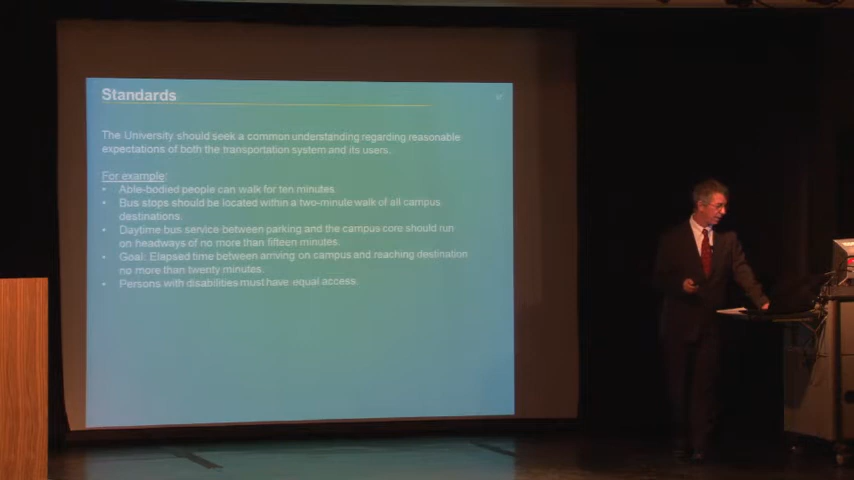 Standards
The University should seek a common understanding regarding reasonable
expectations of both the transportation system and its users.
For example:
• Able-bodied people can walk for ten minutes.
• Bus stops should be located within a two-minute walk of all campus
destinations.
• Daytime bus service between parking and the campus core should run
on headways of no more than fifteen minutes.
• Goal: Elapsed time between arriving on campus and reaching destination
no more than twenty minutes.
• Persons with disabilities must have equal access.